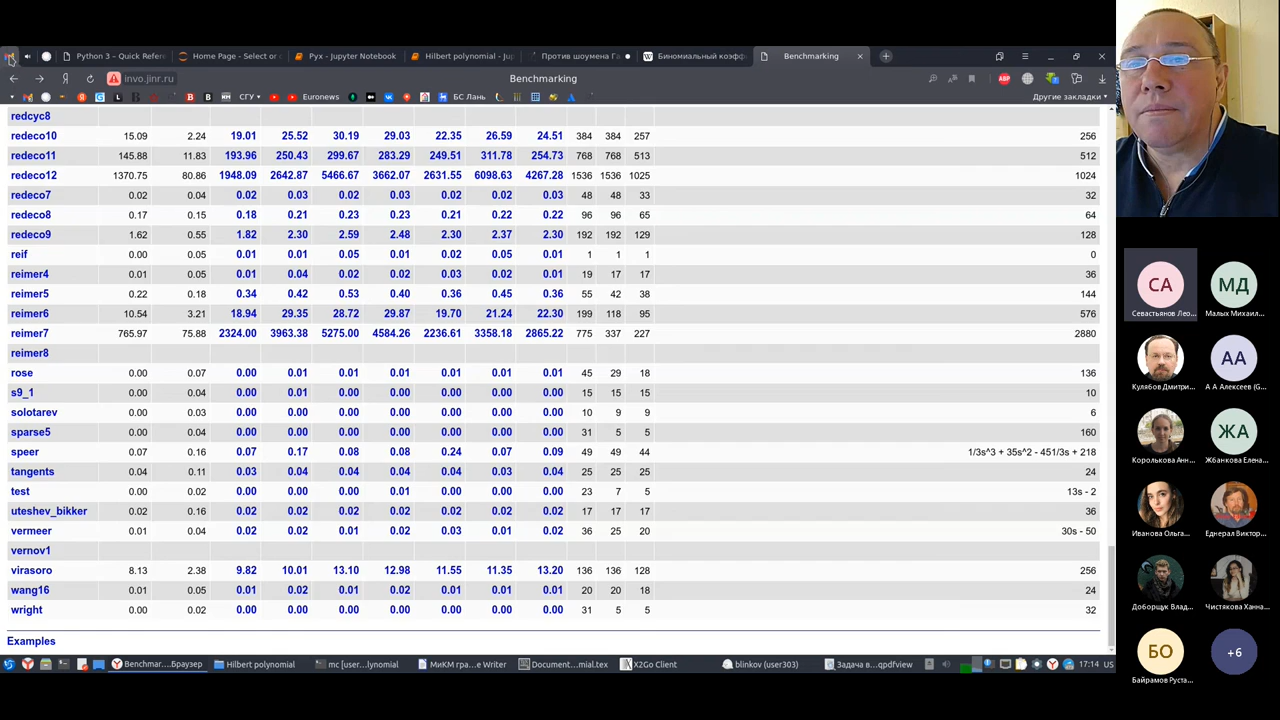 Python 3 – Quick Refer
Home Page - Select or c
Pyx - Jupyter Notebook
Hilbert polynomial - Jup
Против шоумена Га
Биномиальный коэфф
Benchmarking
invo.jinr.ru
Benchmarking
СГУ
Euronews
БС Лань
Другие закладки
redcyc8
redeco10 15.09 2.24 19.01 25.52 30.19 29.03 22.35 26.59 24.51 384 384 257 256
redeco11 145.88 11.83 193.96 250.43 299.67 283.29 249.51 311.78 254.73 768 768 513 512
redeco12 1370.75 80.86 1948.09 2642.87 5466.67 3662.07 2631.55 6098.63 4267.28 1536 1536 1025 1024
redeco7 0.02 0.04 0.02 0.03 0.02 0.03 0.02 0.02 0.03 48 48 33 32
redeco8 0.17 0.15 0.18 0.21 0.23 0.23 0.21 0.22 0.22 96 96 65 64
redeco9 1.62 0.55 1.82 2.30 2.59 2.48 2.30 2.37 2.30 192 192 129 128
reif 0.00 0.05 0.01 0.01 0.05 0.01 0.02 0.05 0.01 1 1 1 0
reimer4 0.01 0.05 0.01 0.04 0.02 0.02 0.03 0.02 0.01 19 17 17 36
reimer5 0.22 0.18 0.34 0.42 0.53 0.40 0.36 0.45 0.36 55 42 38 144
reimer6 10.54 3.21 18.94 29.35 28.72 29.87 19.70 21.24 22.30 199 118 95 576
reimer7 765.97 75.88 2324.00 3963.38 5275.00 4584.26 2236.61 3358.18 2865.22 775 337 227 2880
reimer8
rose 0.00 0.07 0.00 0.01 0.01 0.01 0.01 0.01 0.01 45 29 18 136
s9_1 0.00 0.04 0.00 0.01 0.00 0.00 0.00 0.00 0.00 15 15 15 10
solotarev 0.00 0.03 0.00 0.00 0.00 0.00 0.00 0.00 0.00 10 9 9 6
sparse5 0.00 0.04 0.00 0.00 0.00 0.00 0.00 0.00 0.00 31 5 5 160
speer 0.07 0.16 0.07 0.17 0.08 0.08 0.24 0.07 0.09 49 49 44 1/3s^3 + 35s^2 - 451/3s + 218
tangents 0.04 0.11 0.03 0.04 0.04 0.04 0.04 0.03 0.04 25 25 25 24
test 0.00 0.02 0.00 0.00 0.00 0.01 0.00 0.00 0.00 23 7 5 13s - 2
uteshev_bikker 0.02 0.16 0.02 0.02 0.02 0.02 0.02 0.02 0.02 17 17 17 36
vermeer 0.01 0.04 0.02 0.02 0.01 0.02 0.03 0.01 0.02 36 25 20 30s - 50
vernov1
virasoro 8.13 2.38 9.82 10.01 13.10 12.98 11.55 11.35 13.20 136 136 128 256
wang16 0.01 0.05 0.01 0.02 0.01 0.02 0.01 0.01 0.01 20 20 18 24
wright 0.00 0.02 0.00 0.00 0.00 0.00 0.00 0.00 0.00 31 5 5 32
Examples
Benchmar...Браузер
Hilbert polynomial
mc [user...lynomial
МиКМ гра...e Writer
Document...mial.tex
X2Go Client
blinkov (user303)
Задача в...qpdfview
17:14 US
СА
Севастьянов Лео...
МД
Малых Михаил...
Кулябов Дмитри...
АА
А А Алексеев (G...
Королькова Анн...
ЖА
Жбанкова Елена...
Иванова Ольга...
Еднерал Виктор...
Доборщук Влад...
Чистякова Ханна...
БО
Байрамов Руста...
+6